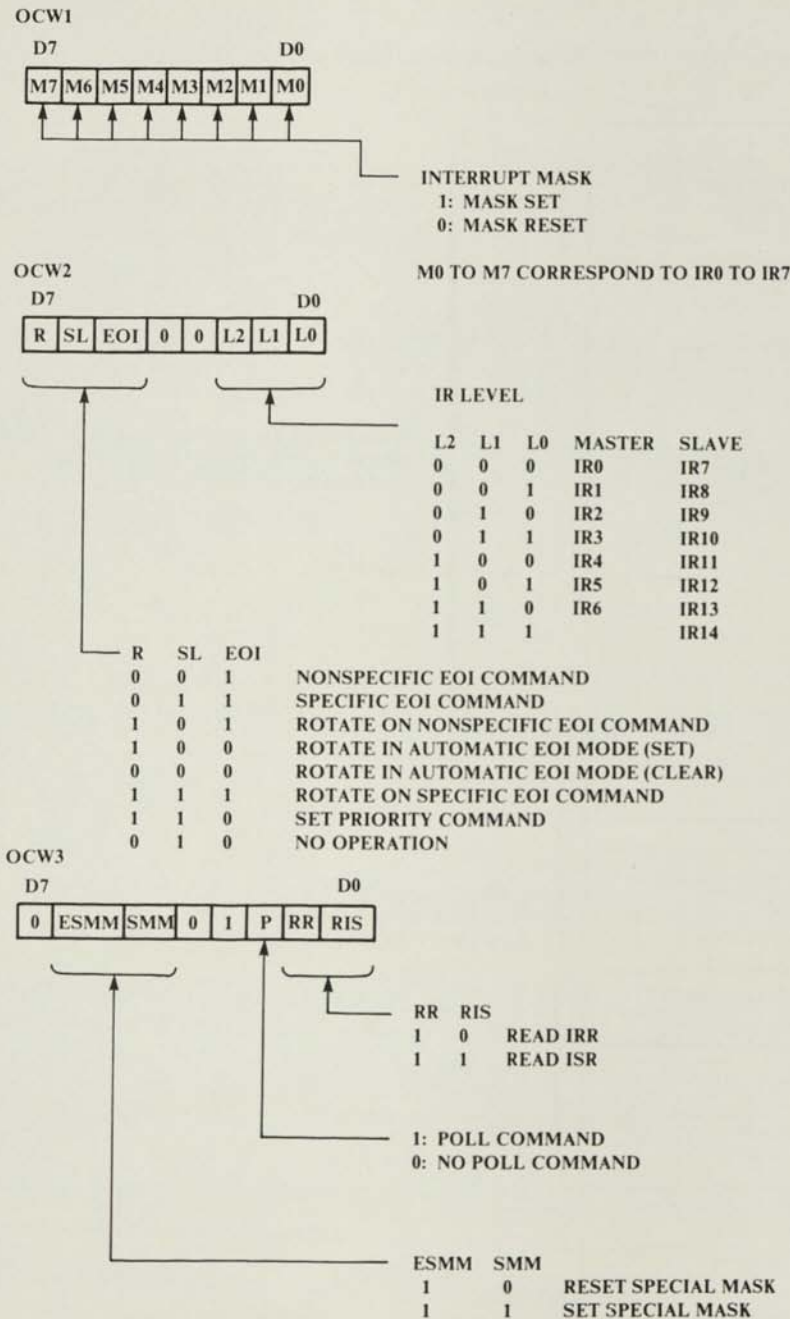 OCW1
D7 D0
M7 M6 M5 M4 M3 M2 M1 M0
INTERRUPT MASK
1: MASK SET
0: MASK RESET
M0 TO M7 CORRESPOND TO IR0 TO IR7
OCW2
D7 D0
R SL EOI 0 0 L2 L1 L0
IR LEVEL
L2 L1 L0 MASTER SLAVE
0 0 0 IR0 IR7
0 0 1 IR1 IR8
0 1 0 IR2 IR9
0 1 1 IR3 IR10
1 0 0 IR4 IR11
1 0 1 IR5 IR12
1 1 0 IR6 IR13
1 1 1 IR14
R SL EOI
0 0 1 NONSPECIFIC EOI COMMAND
0 1 1 SPECIFIC EOI COMMAND
1 0 1 ROTATE ON NONSPECIFIC EOI COMMAND
1 0 0 ROTATE IN AUTOMATIC EOI MODE (SET)
0 0 0 ROTATE IN AUTOMATIC EOI MODE (CLEAR)
1 1 1 ROTATE ON SPECIFIC EOI COMMAND
1 1 0 SET PRIORITY COMMAND
0 1 0 NO OPERATION
OCW3
D7 D0
0 ESMM SMM 0 1 P RR RIS
RR RIS
1 0 READ IRR
1 1 READ ISR
1: POLL COMMAND
0: NO POLL COMMAND
ESMM SMM
1 0 RESET SPECIAL MASK
1 1 SET SPECIAL MASK